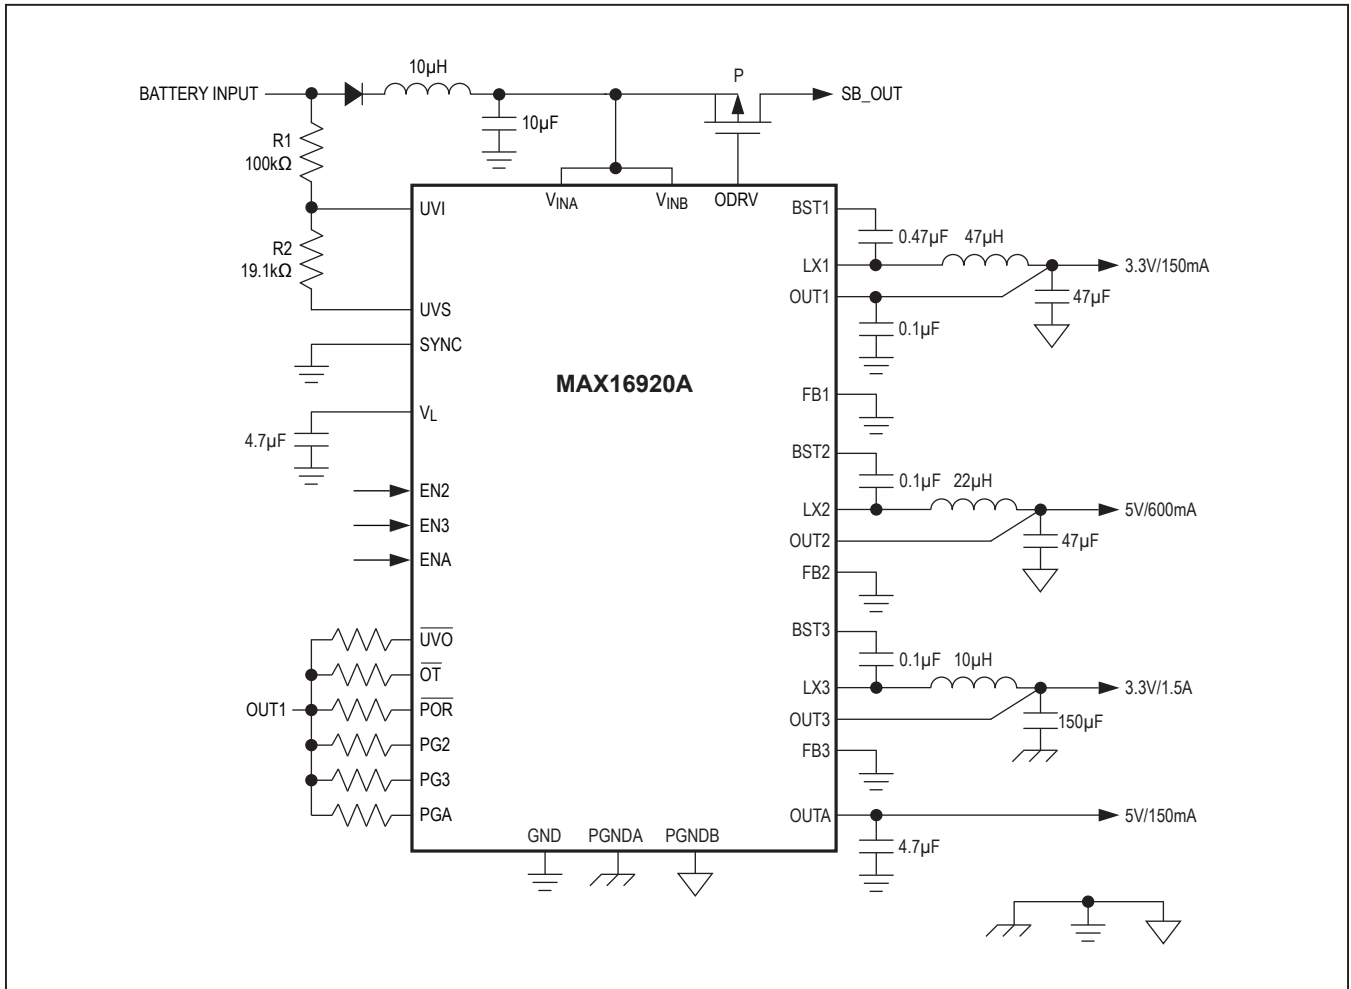 10µH
P
BATTERY INPUT
SB_OUT
10µF
R1
100kΩ
VINA
VINB
ODRV
UVI
BST1
R2
19.1kΩ
0.47µF
47µH
LX1
3.3V/150mA
OUT1
47µF
UVS
0.1µF
SYNC
MAX16920A
FB1
VL
4.7µF
BST2
0.1µF
22µH
EN2
LX2
5V/600mA
EN3
OUT2
47µF
ENA
FB2
UVO
BST3
0.1µF
10µH
OT
LX3
3.3V/1.5A
OUT1
POR
OUT3
150µF
PG2
FB3
PG3
PGA
OUTA
5V/150mA
GND
PGNDA
PGNDB
4.7µF